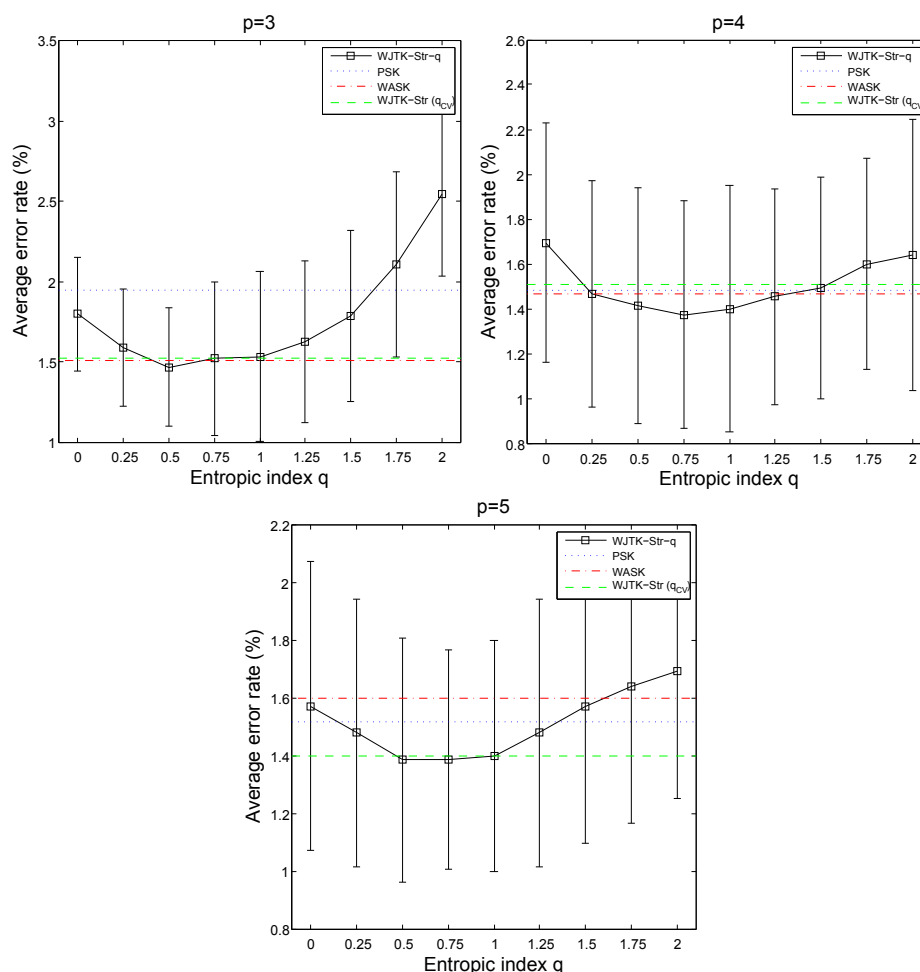 p=3
3.5
3
2.5
2
1.5
1
Average error rate (%)
WJTK−Str−q
PSK
WASK
WJTK−Str (qCV)
0 0.25 0.5 0.75 1 1.25 1.5 1.75 2
Entropic index q
p=4
2.6
2.2
2
1.8
1.6
1.4
1.2
1
0.8
Average error rate (%)
WJTK−Str−q
PSK
WASK
WJTK−Str (qCV)
0 0.25 0.5 0.75 1 1.25 1.5 1.75 2
Entropic index q
p=5
2.2
2
1.8
1.6
1.4
1.2
1
0.8
Average error rate (%)
WJTK−Str−q
PSK
WASK
WJTK−Str (qCV)
0 0.25 0.5 0.75 1 1.25 1.5 1.75 2
Entropic index q